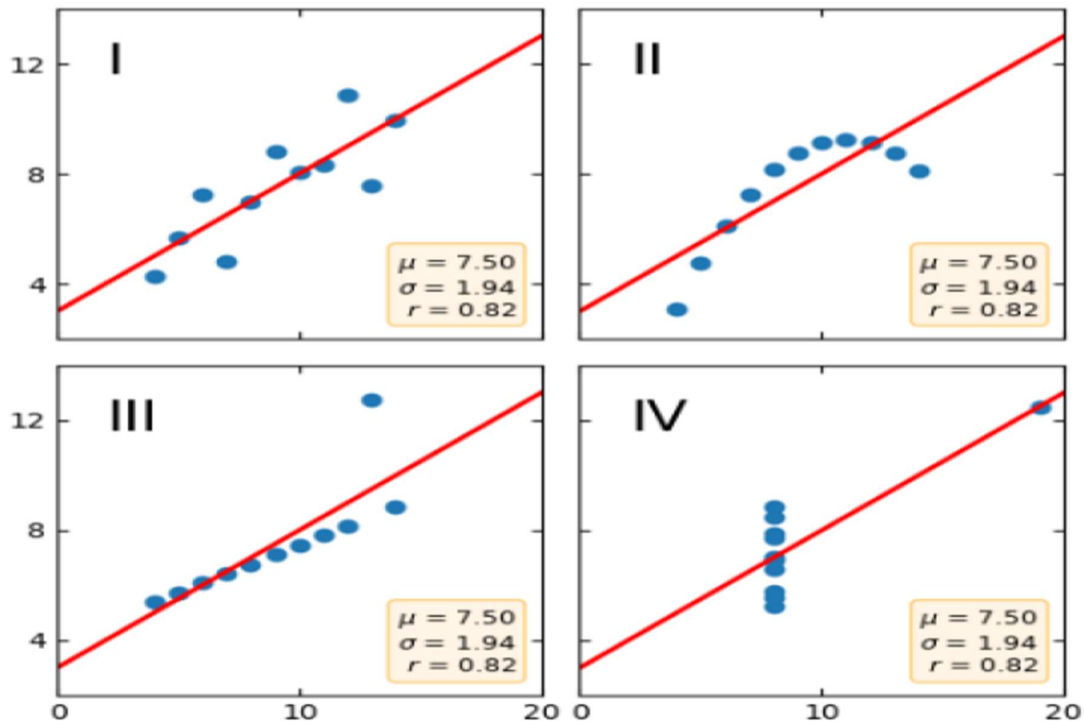 I
12
8
4
μ = 7.50
σ = 1.94
r = 0.82
II
μ = 7.50
σ = 1.94
r = 0.82
III
12
8
4
μ = 7.50
σ = 1.94
r = 0.82
0
10
20
IV
μ = 7.50
σ = 1.94
r = 0.82
0
10
20